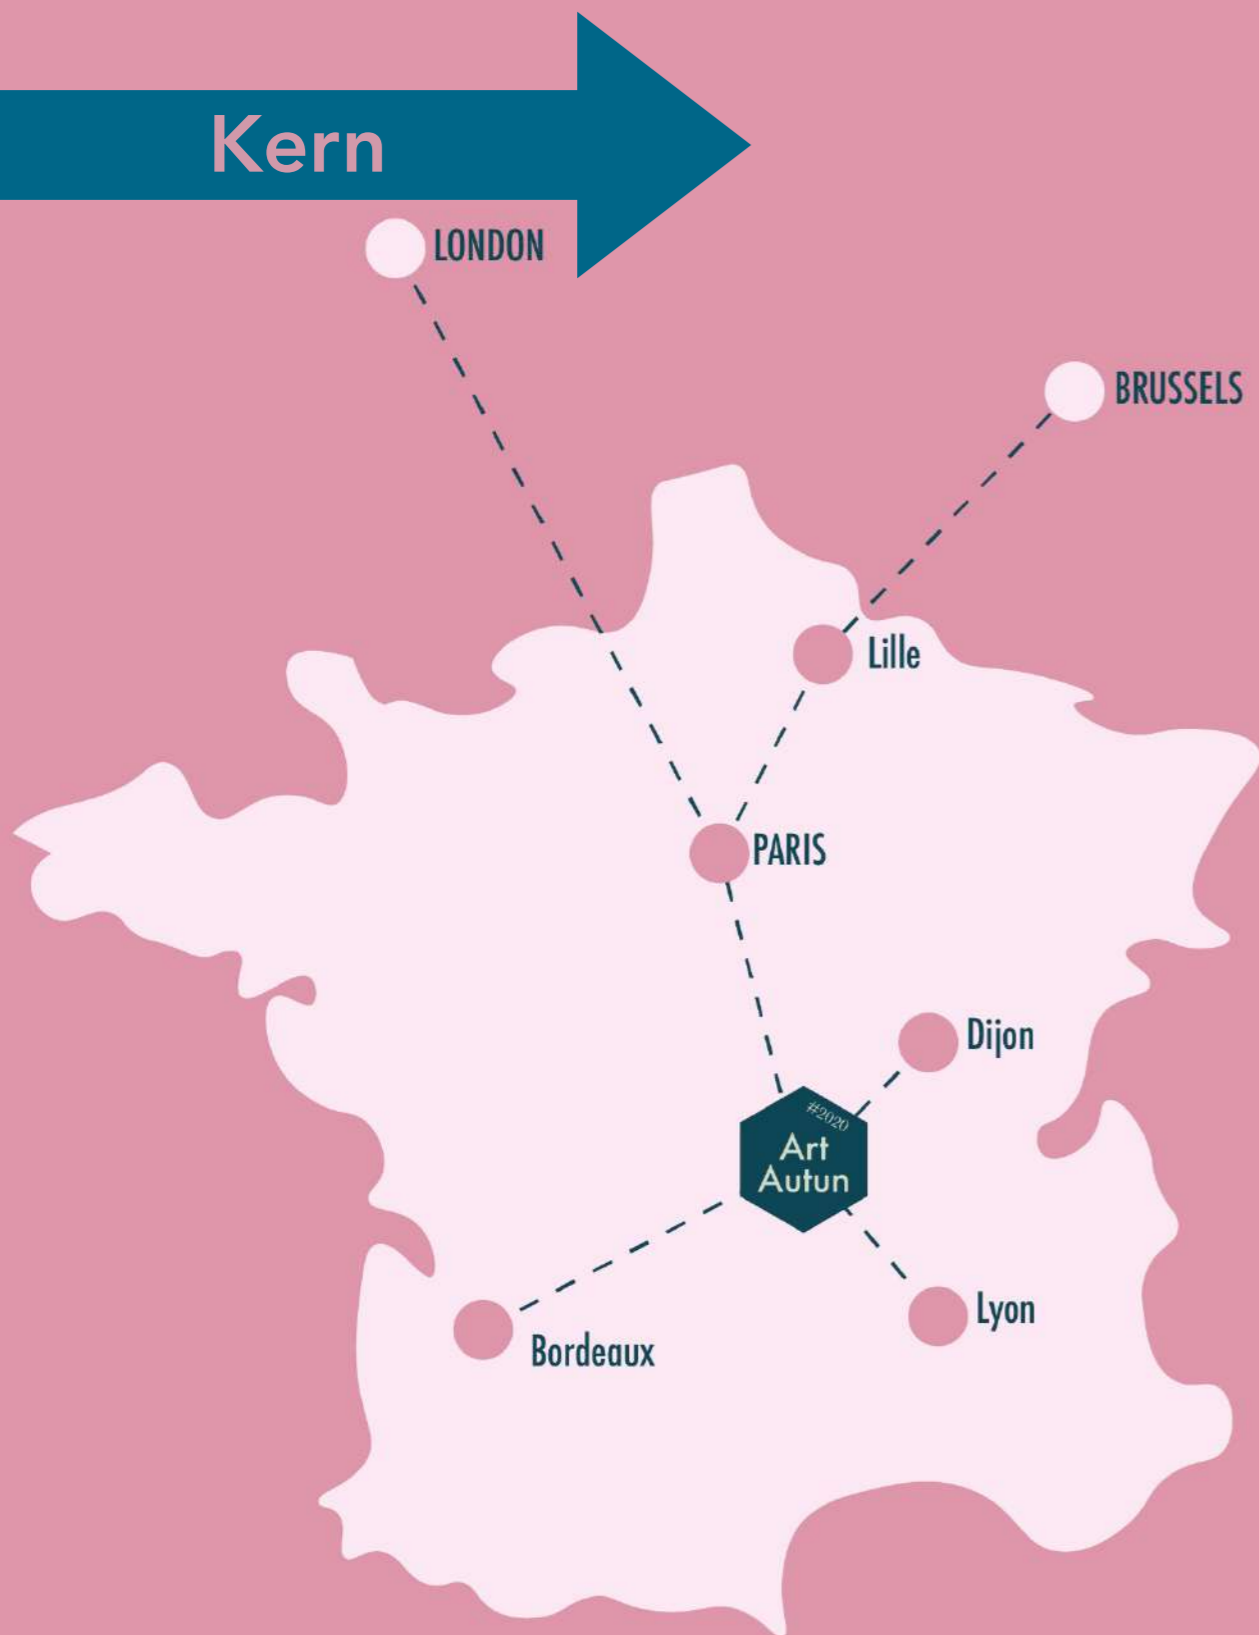 Kern
LONDON
BRUSSELS
Lille
PARIS
Dijon
#2020
Art
Autun
Lyon
Bordeaux